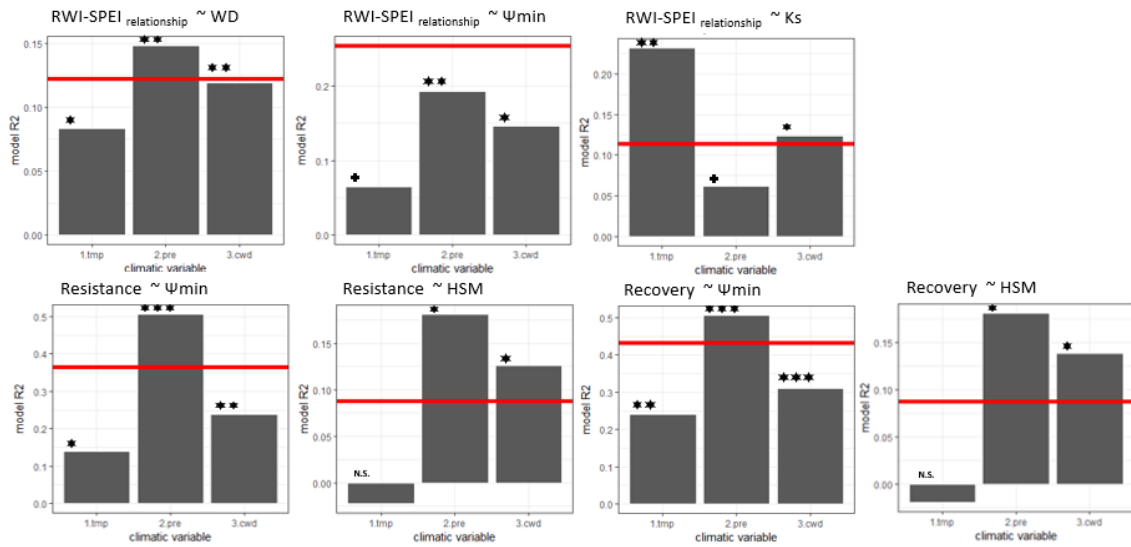 RWI-SPEI relationship ~ WD
RWI-SPEI relationship ~ Ψmin
RWI-SPEI relationship ~ Ks
model R2
0.15
0.10
0.05
0.00
✶
✶✶
✶✶
1.tmp 2.pre 3.cwd
climatic variable
model R2
0.2
0.1
0.0
+
✶✶
✶
1.tmp 2.pre 3.cwd
climatic variable
model R2
0.20
0.15
0.10
0.05
0.00
✶✶
+
✶
1.tmp 2.pre 3.cwd
climatic variable
Resistance ~ Ψmin
Resistance ~ HSM
Recovery ~ Ψmin
Recovery ~ HSM
model R2
0.5
0.4
0.3
0.2
0.1
0.0
✶
✶✶✶
✶✶
1.tmp 2.pre 3.cwd
climatic variable
model R2
0.15
0.10
0.05
0.00
N.S.
✶
✶
1.tmp 2.pre 3.cwd
climatic variable
model R2
0.5
0.4
0.3
0.2
0.1
0.0
✶✶
✶✶✶
✶✶✶
1.tmp 2.pre 3.cwd
climatic variable
model R2
0.15
0.10
0.05
0.00
N.S.
✶
✶
1.tmp 2.pre 3.cwd
climatic variable